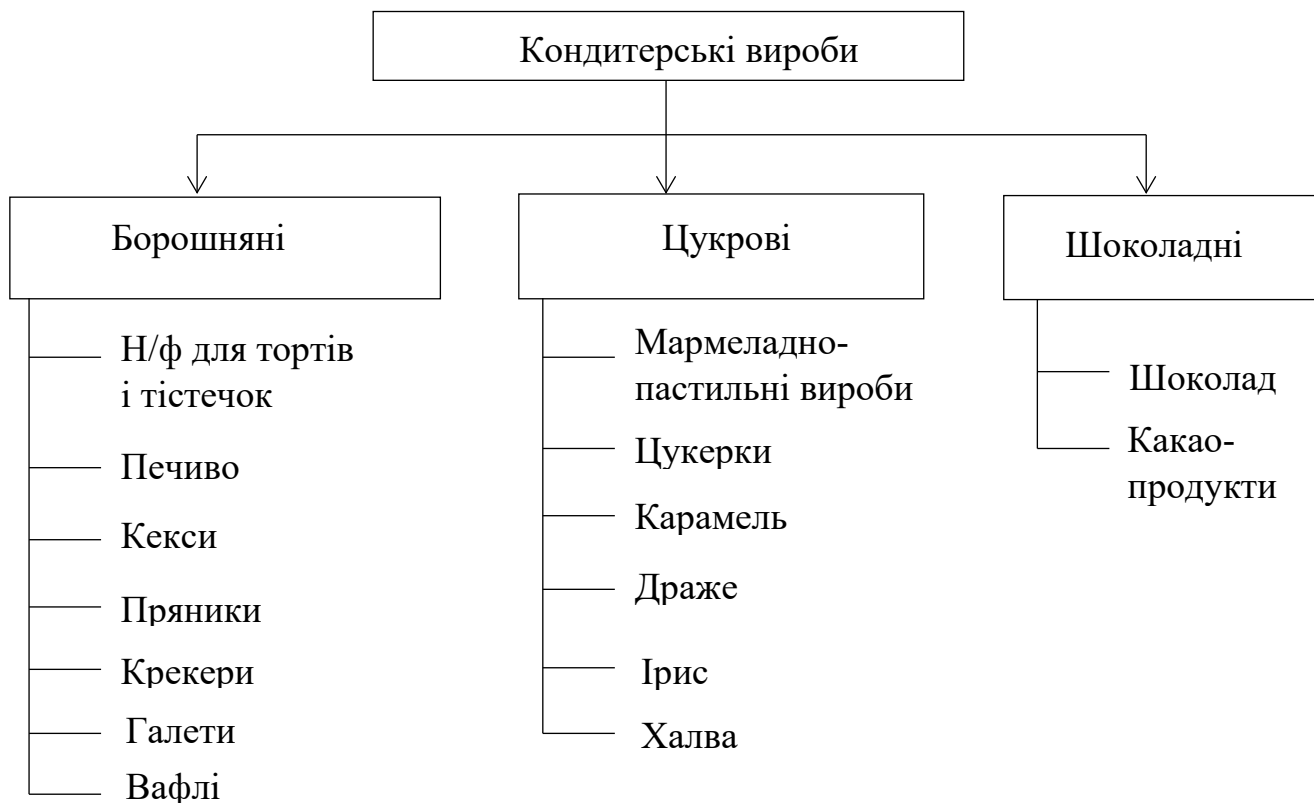 Кондитерські вироби
Борошняні
Н/ф для тортів
і тістечок
Печиво
Кекси
Пряники
Крекери
Галети
Вафлі
Цукрові
Мармеладно-
пастильні вироби
Цукерки
Карамель
Драже
Ірис
Халва
Шоколадні
Шоколад
Какао-
продукти